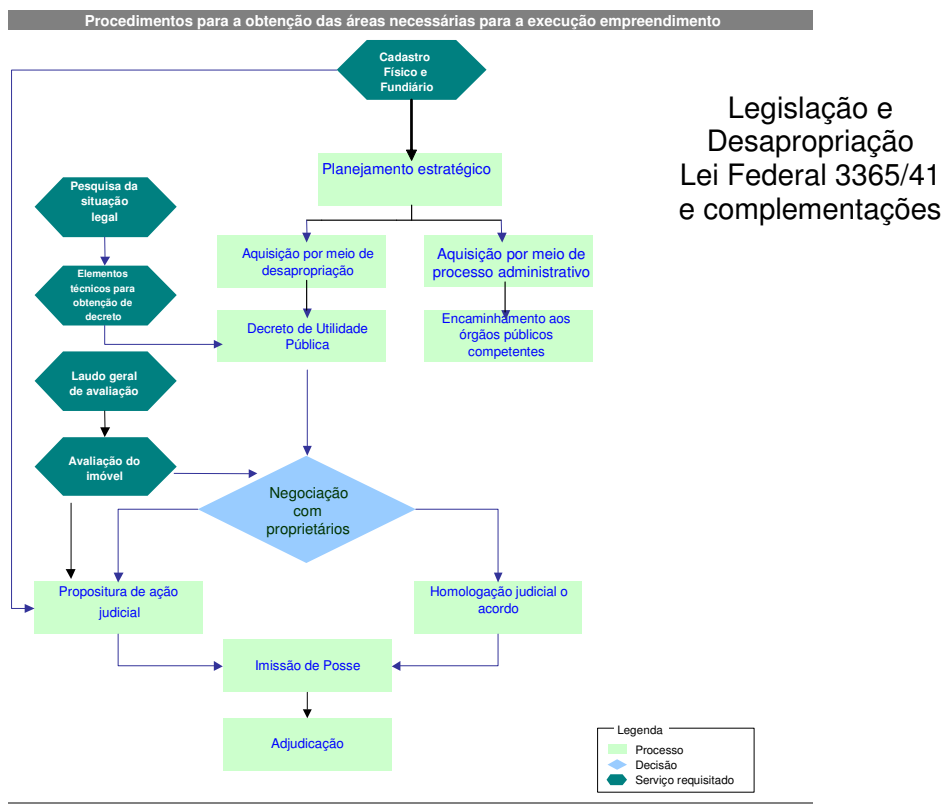 Procedimentos para a obtenção das áreas necessárias para a execução empreendimento
Cadastro
Físico e
Fundiário
Legislação e
Desapropriação
Lei Federal 3365/41
e complementações
Planejamento estratégico
Pesquisa da
situação
legal
Aquisição por meio de
desapropriação
Aquisição por meio de
processo administrativo
Elementos
técnicos para
obtenção de
decreto
Decreto de Utilidade
Pública
Encaminhamento aos
órgãos públicos
competentes
Laudo geral
de avaliação
Avaliação do
imóvel
Negociação
com
proprietários
Propositura de ação
judicial
Homologação judicial o
acordo
Imissão de Posse
Adjudicação
Legenda
Processo
Decisão
Serviço requisitado